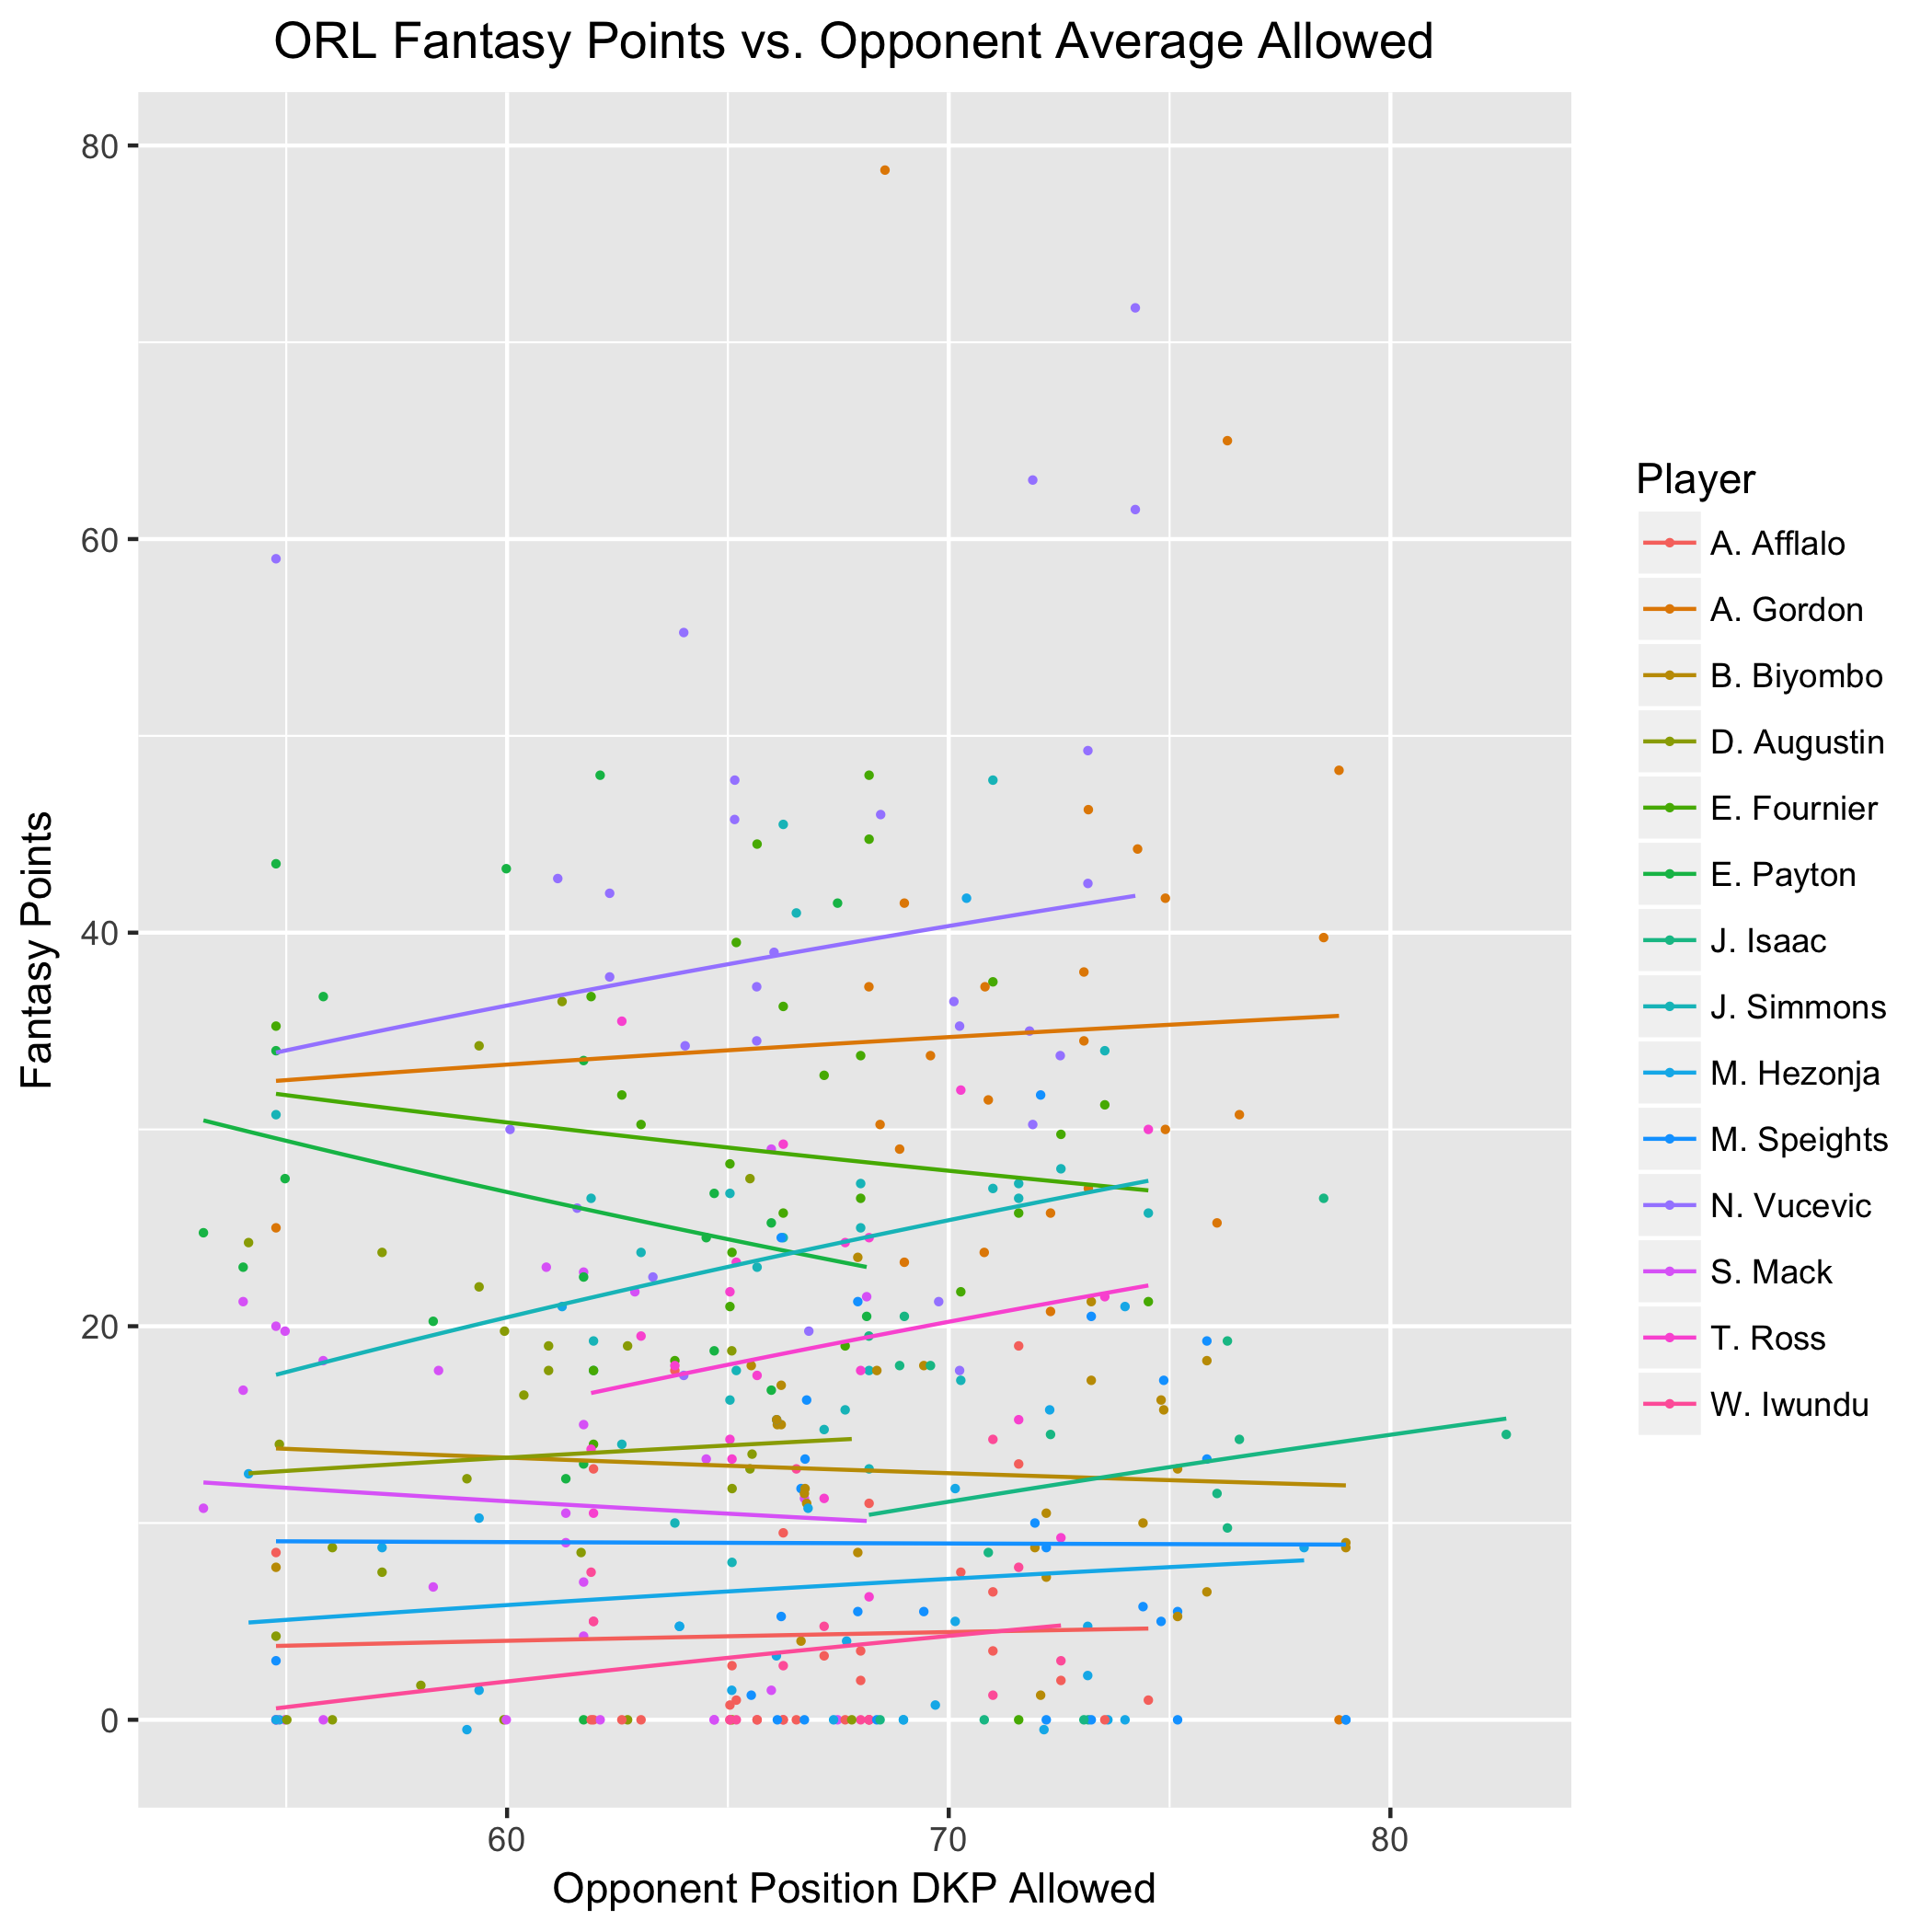 ORL Fantasy Points vs. Opponent Average Allowed
80
60
40
20
0
Fantasy Points
60 70 80
Opponent Position DKP Allowed
Player
A. Afflalo
A. Gordon
B. Biyombo
D. Augustin
E. Fournier
E. Payton
J. Isaac
J. Simmons
M. Hezonja
M. Speights
N. Vucevic
S. Mack
T. Ross
W. Iwundu